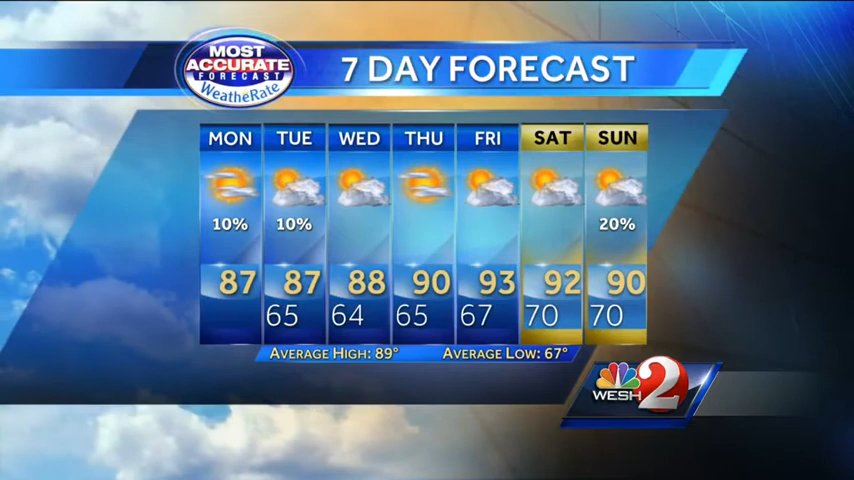 MOST
ACCURATE
FORECAST
WeatheRate
7 DAY FORECAST
MON TUE WED THU FRI SAT SUN
10% 10% 20%
87 87 88 90 93 92 90
65 64 65 67 70 70
AVERAGE HIGH: 89° AVERAGE LOW: 67°
WESH 2